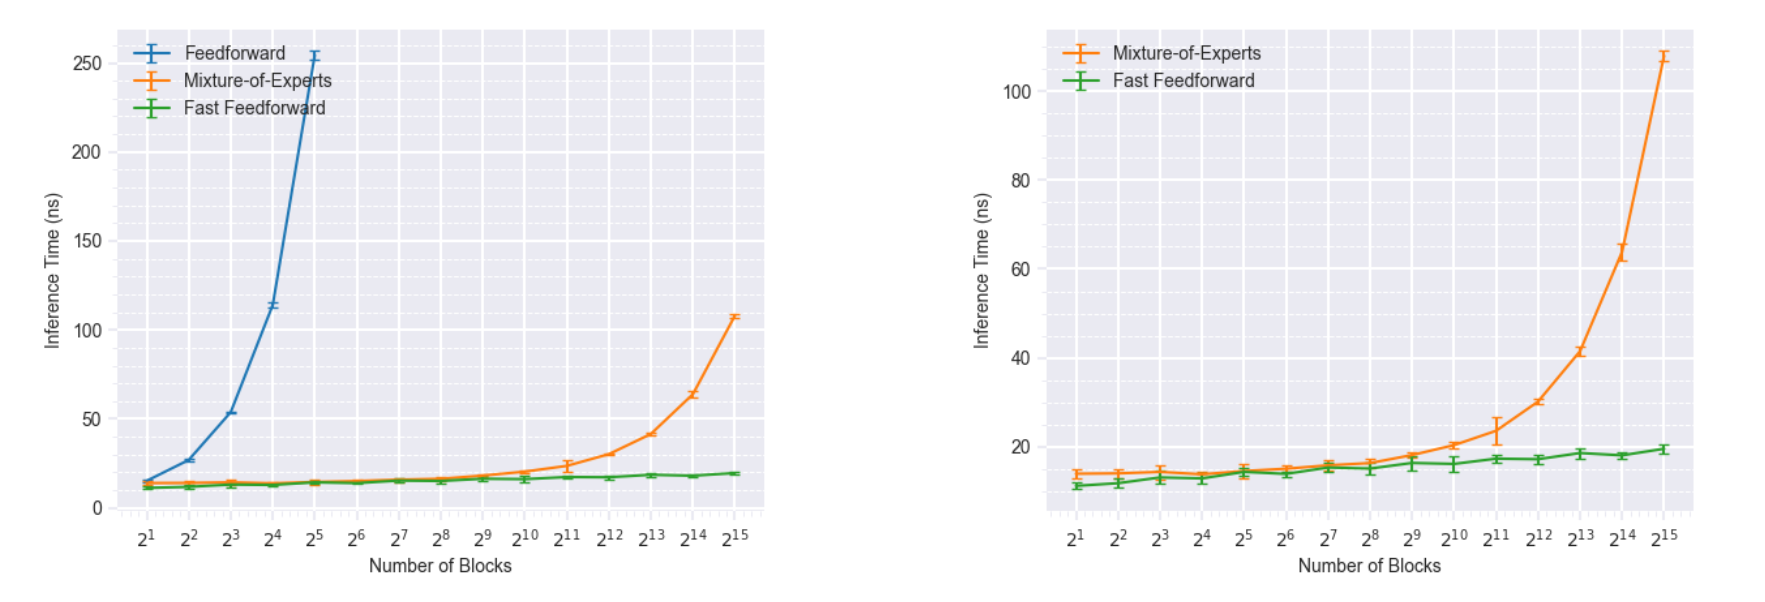 Feedforward
Mixture-of-Experts
Fast Feedforward
250
200
150
100
50
0
Inference Time (ns)
2¹ 2² 2³ 2⁴ 2⁵ 2⁶ 2⁷ 2⁸ 2⁹ 2¹⁰ 2¹¹ 2¹² 2¹³ 2¹⁴ 2¹⁵
Number of Blocks
Mixture-of-Experts
Fast Feedforward
100
80
60
40
20
Inference Time (ns)
2¹ 2² 2³ 2⁴ 2⁵ 2⁶ 2⁷ 2⁸ 2⁹ 2¹⁰ 2¹¹ 2¹² 2¹³ 2¹⁴ 2¹⁵
Number of Blocks